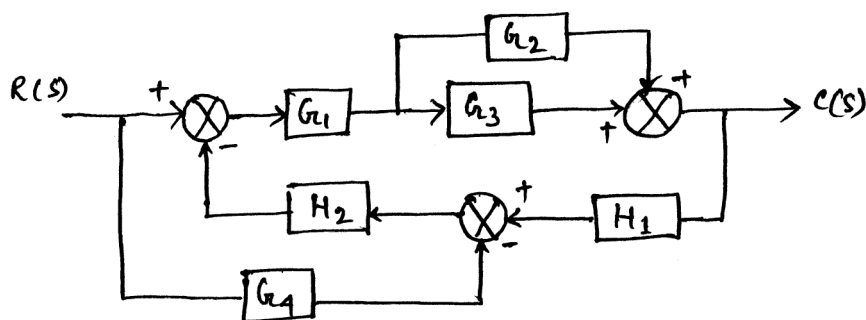 G2
R(S) + + C(S)
G1 G3 +
-
H2 + H1
-
G4